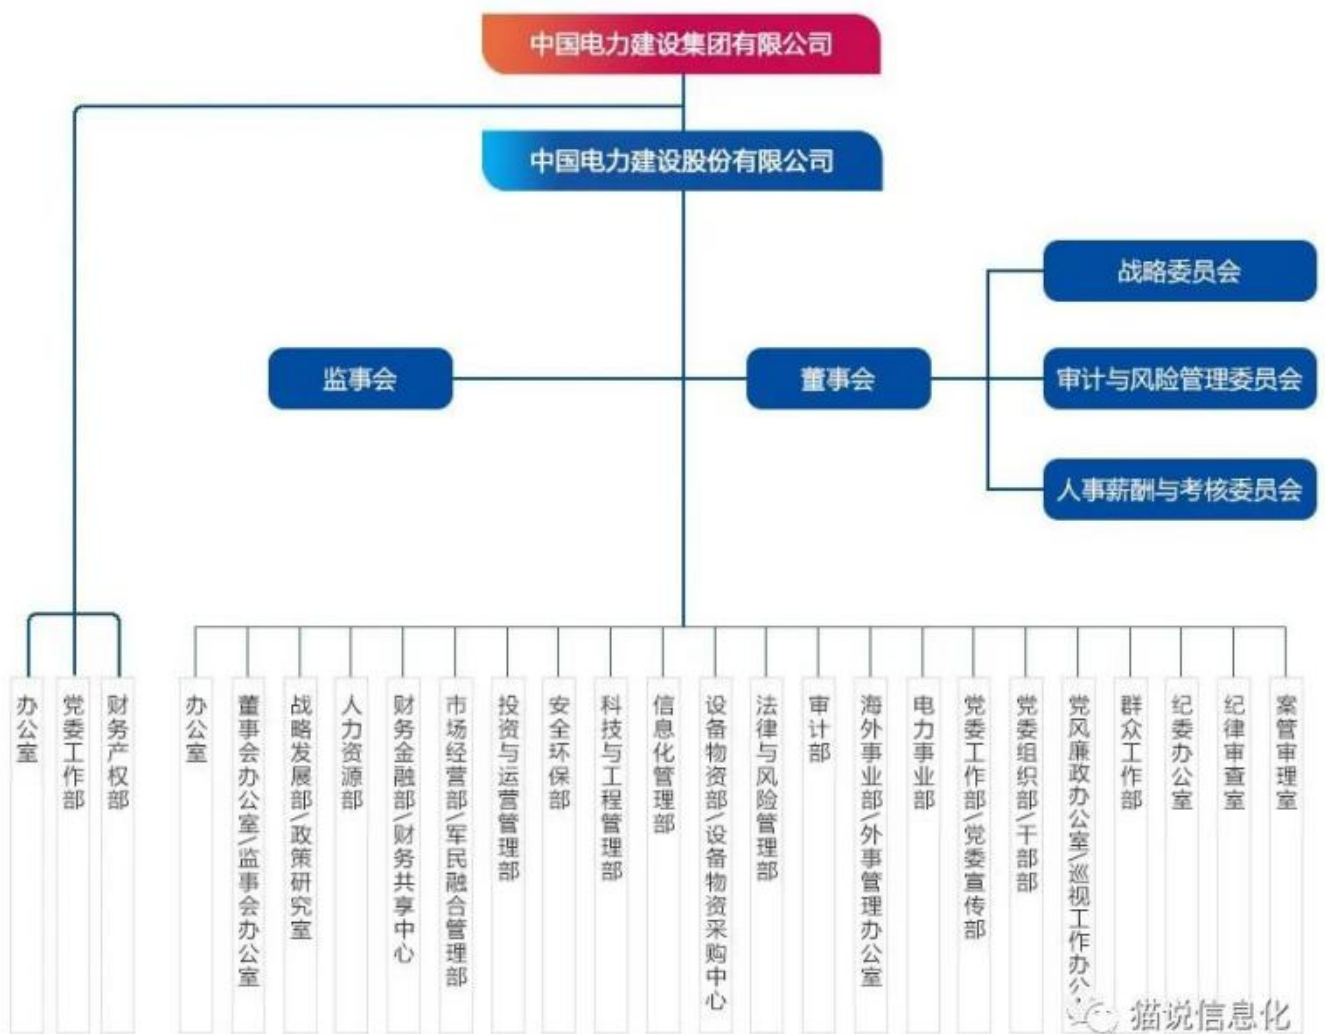 中国电力建设集团有限公司
中国电力建设股份有限公司
战略委员会
监事会
董事会
审计与风险管理委员会
人事薪酬与考核委员会
办公室
党委工作部
财务产权部
办公室
董事会办公室\监事会办公室
战略发展部\政策研究室
人力资源部
财务金融部\财务共享中心
市场经营部\军民融合管理部
投资与运营管理部
安全环保部
科技与工程管理部
信息化管理部
设备物资部\设备物资采购中心
法律与风险管理部
审计部
海外事业部\外事管理办公室
电力事业部
党委工作部\党委宣传部
党委组织部\干部部
党风廉政办公室\巡视工作办公
群众工作部
纪委办公室
纪律审查室
案管审理室
猫说信息化